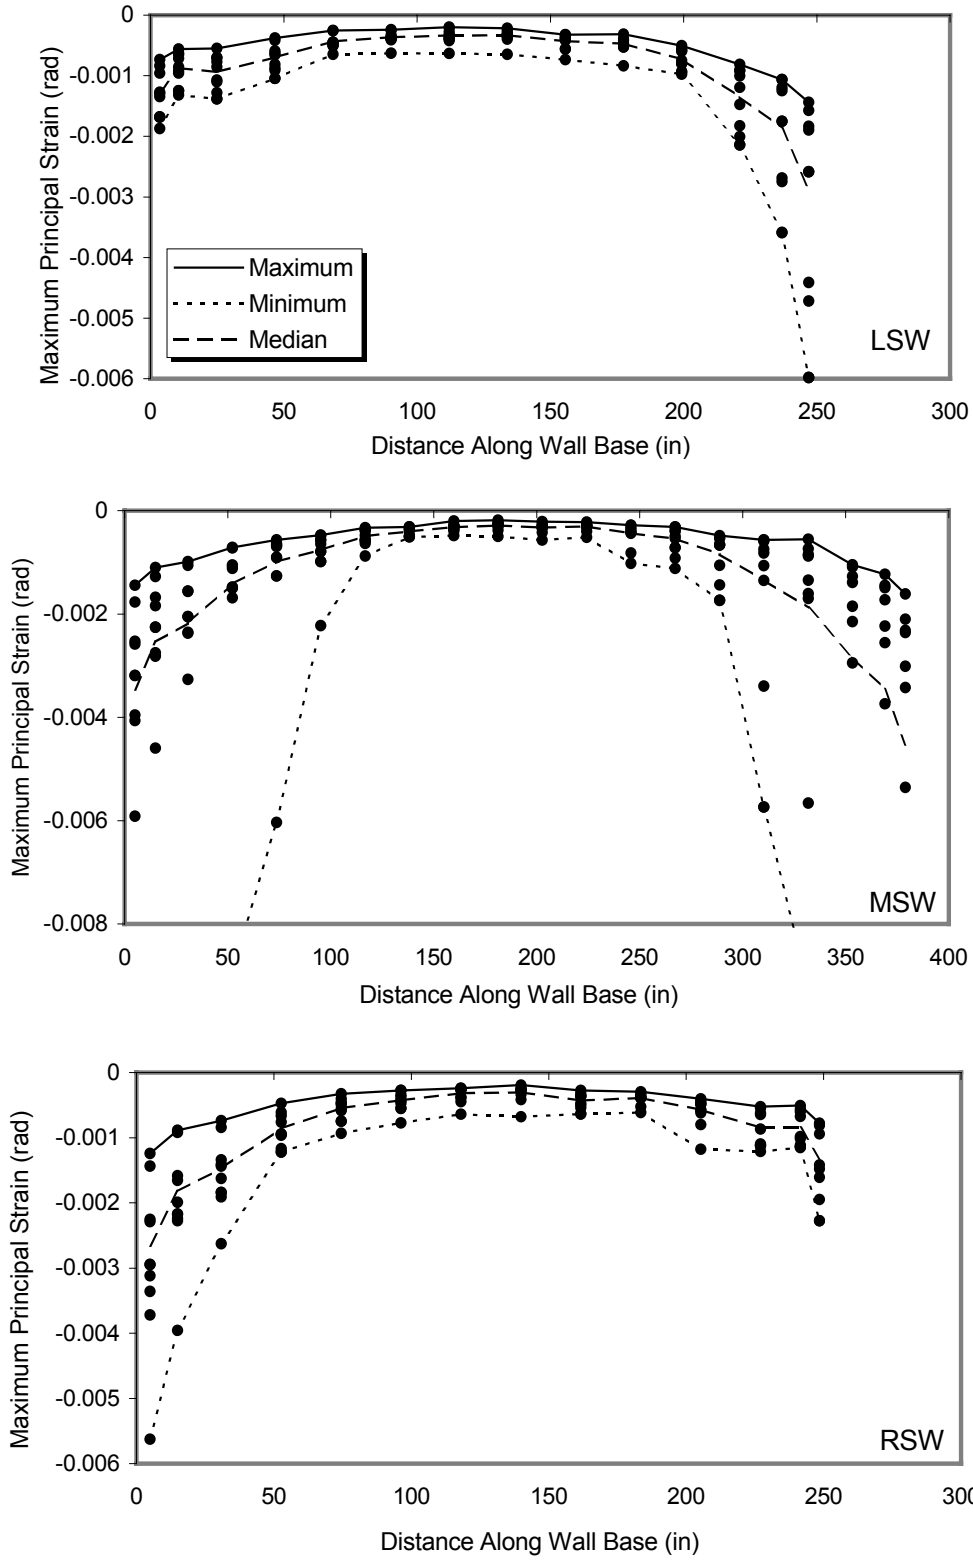 0
-0.001
-0.002
-0.003
-0.004
-0.005
-0.006
Maximum Principal Strain (rad)
Maximum
Minimum
Median
LSW
0 50 100 150 200 250 300
Distance Along Wall Base (in)
0
-0.002
-0.004
-0.006
-0.008
Maximum Principal Strain (rad)
MSW
0 50 100 150 200 250 300 350 400
Distance Along Wall Base (in)
0
-0.001
-0.002
-0.003
-0.004
-0.005
-0.006
Maximum Principal Strain (rad)
RSW
0 50 100 150 200 250 300
Distance Along Wall Base (in)